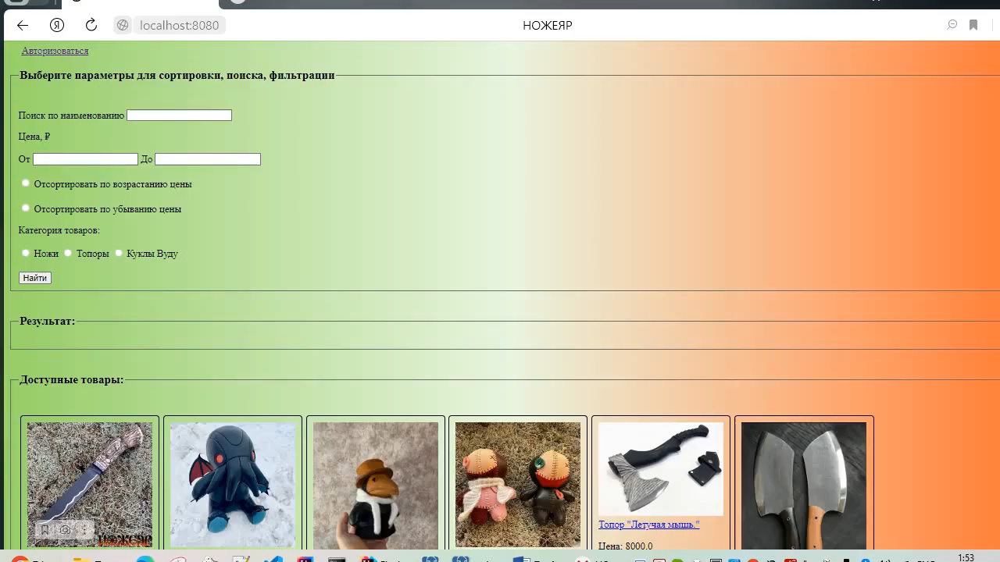 localhost:8080
НОЖЕЯР
Авторизоваться
Выберите параметры для сортировки, поиска, фильтрации
Поиск по наименованию
Цена, ₽
От До
Отсортировать по возрастанию цены
Отсортировать по убыванию цены
Категория товаров:
Ножи Топоры Куклы Вуду
Найти
Результат:
Доступные товары:
НОЖЕЯР
Топор "Летучая мышь."
Цена: 8000.0
1:53